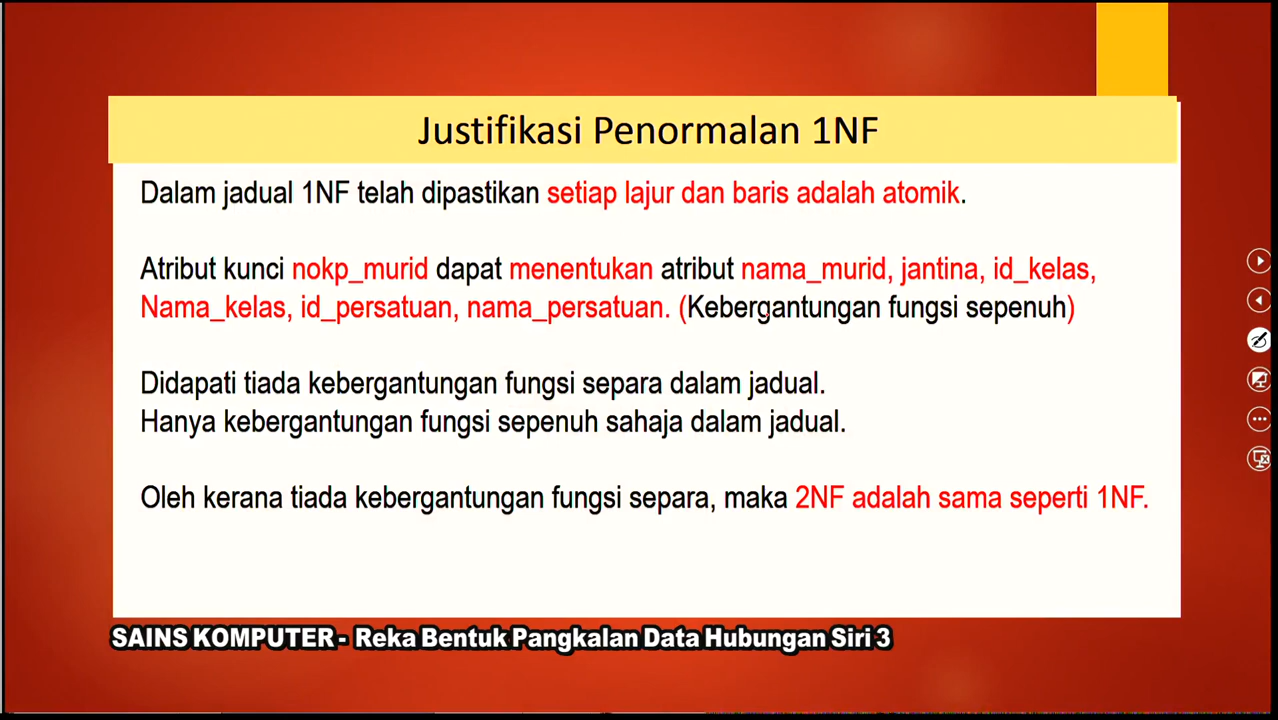 Justifikasi Penormalan 1NF
Dalam jadual 1NF telah dipastikan setiap lajur dan baris adalah atomik.
Atribut kunci nokp_murid dapat menentukan atribut nama_murid, jantina, id_kelas,
Nama_kelas, id_persatuan, nama_persatuan. (Kebergantungan fungsi sepenuh)
Didapati tiada kebergantungan fungsi separa dalam jadual.
Hanya kebergantungan fungsi sepenuh sahaja dalam jadual.
Oleh kerana tiada kebergantungan fungsi separa, maka 2NF adalah sama seperti 1NF.
SAINS KOMPUTER - Reka Bentuk Pangkalan Data Hubungan Siri 3